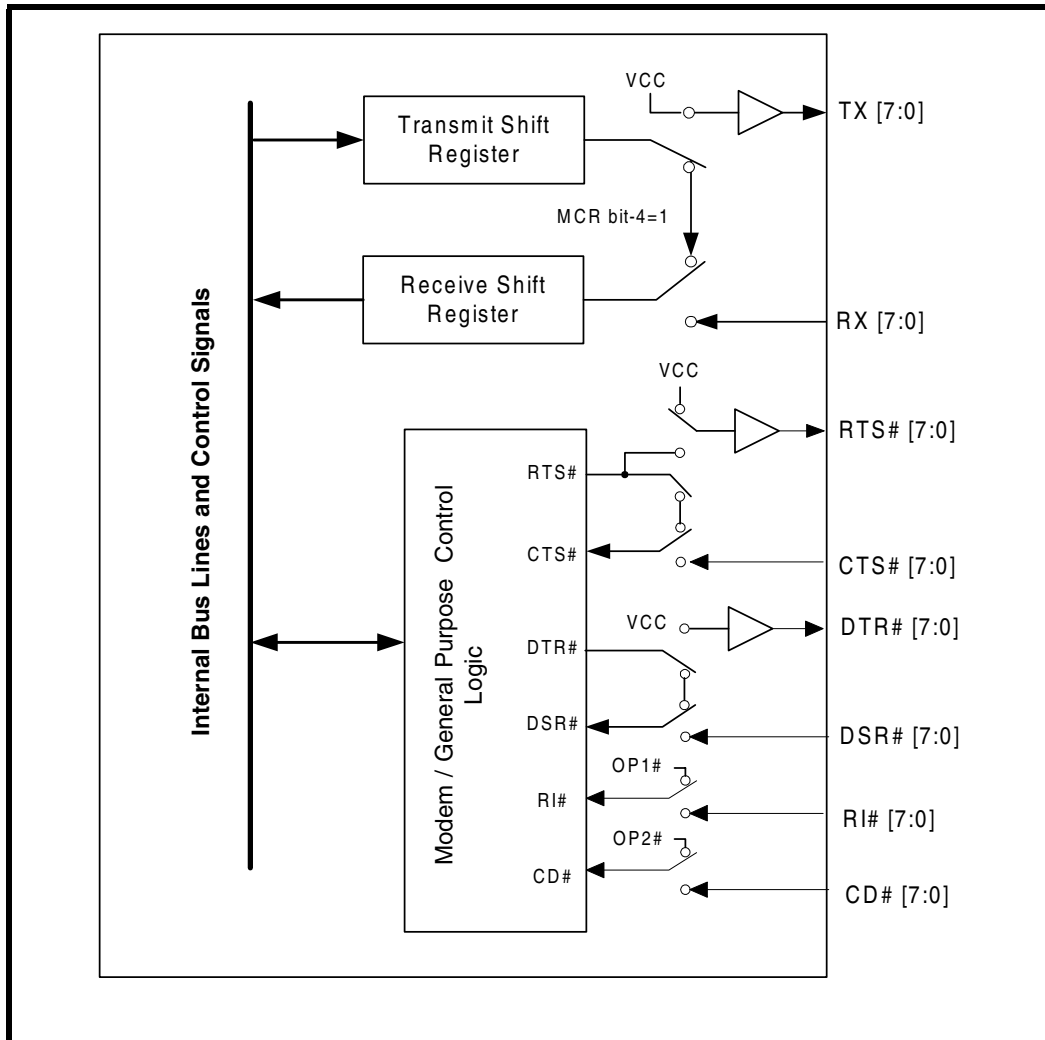 VCC
TX [7:0]
Transmit Shift
Register
MCR bit-4=1
Receive Shift
Register
RX [7:0]
Internal Bus Lines and Control Signals
VCC
RTS# [7:0]
RTS#
CTS#
CTS# [7:0]
Modem / General Purpose Control
Logic
VCC
DTR# [7:0]
DTR#
DSR#
DSR# [7:0]
OP1#
RI#
RI# [7:0]
OP2#
CD#
CD# [7:0]